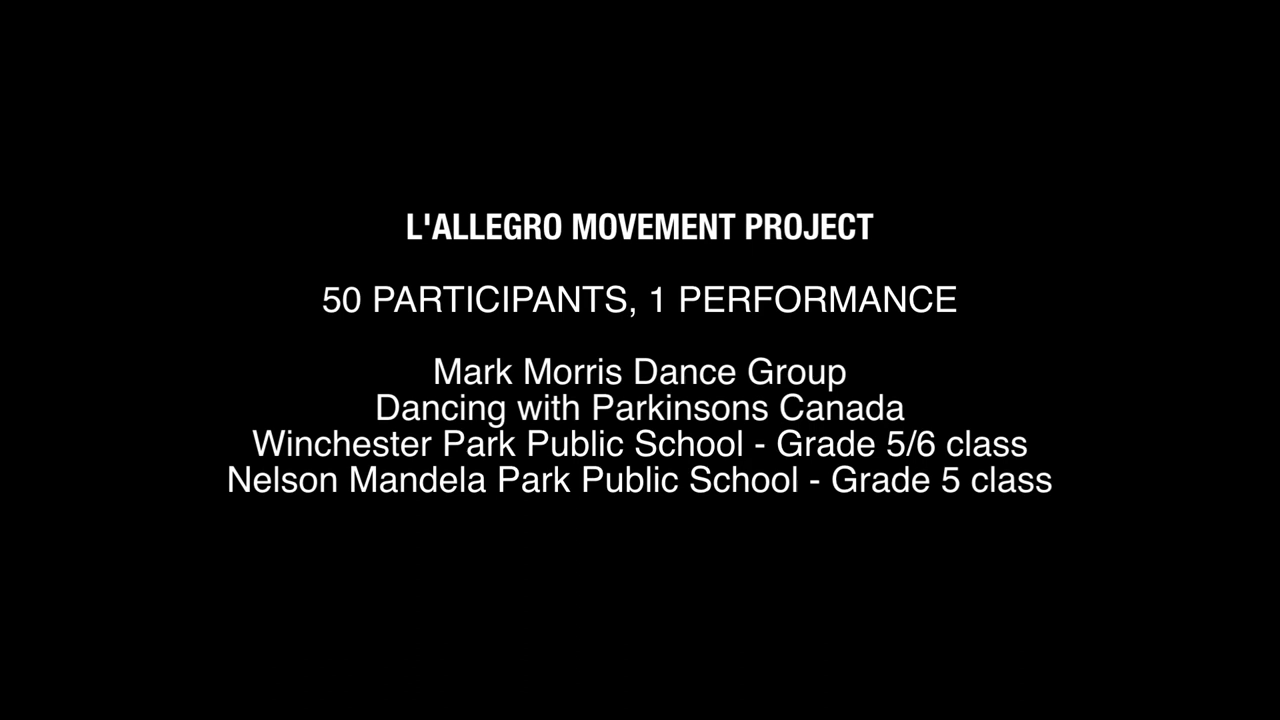 L'ALLEGRO MOVEMENT PROJECT
50 PARTICIPANTS, 1 PERFORMANCE
Mark Morris Dance Group
Dancing with Parkinsons Canada
Winchester Park Public School - Grade 5/6 class
Nelson Mandela Park Public School - Grade 5 class